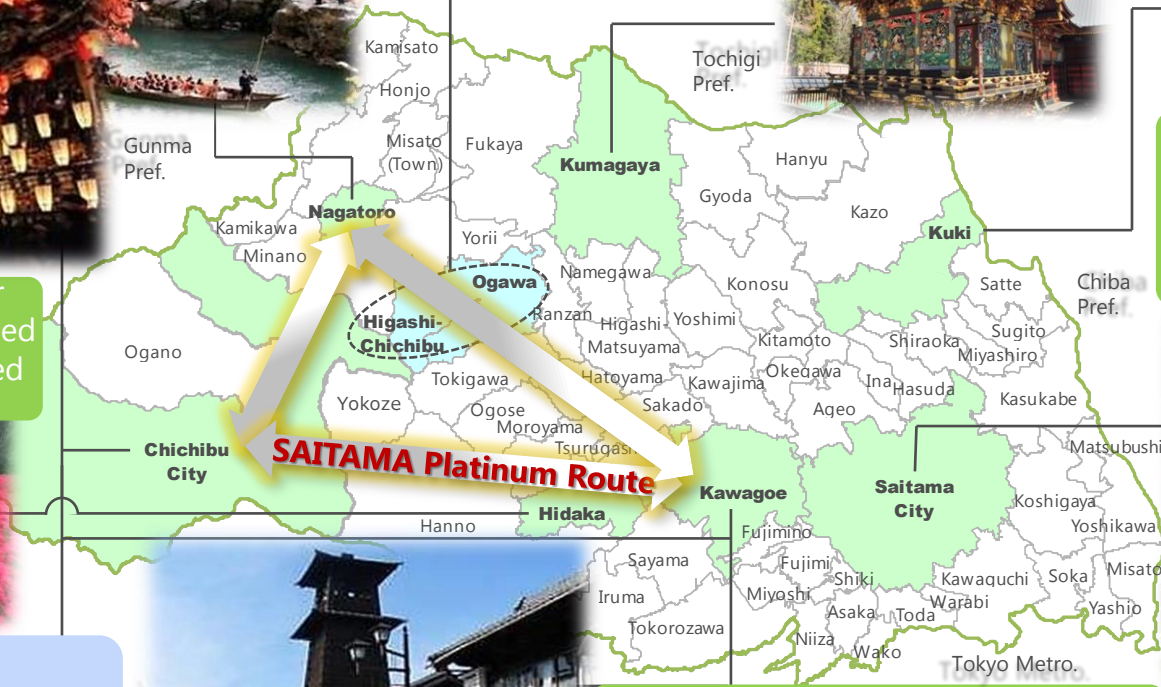 Kamisato
Tochigi
Pref.
Honjo
Gunma
Pref.
Misato
(Town)
Fukaya
Kumagaya
Hanyu
Gyoda
Kazo
Nagatoro
Kamikawa
Minano
Yorii
Kuki
Ogawa
Namegawa
Konosu
Satte
Chiba
Pref.
Ranzan
Higashi-
Chichibu
Higashi-
Matsuyama
Yoshimi
Kitamoto
Shiraoka
Sugito
Miyashiro
ed
ed
Ogano
Tokigawa
Hatoyama
Kawajima
Okegawa
Ina
Hasuda
Kasukabe
Yokoze
Ogose
Moroyama
Sakado
Ageo
Tsurugash
Matsubushi
Chichibu
City
SAITAMA Platinum Route
Kawagoe
Saitama
City
Koshigaya
Hanno
Hidaka
Fujimino
Yoshikawa
Sayama
Fujimi
Shiki
Kawaguchi
Soka
Misato
Iruma
Miyoshi
Asaka
Toda
Warabi
Yashio
Tokorozawa
Niiza
Wako
Tokyo Metro.